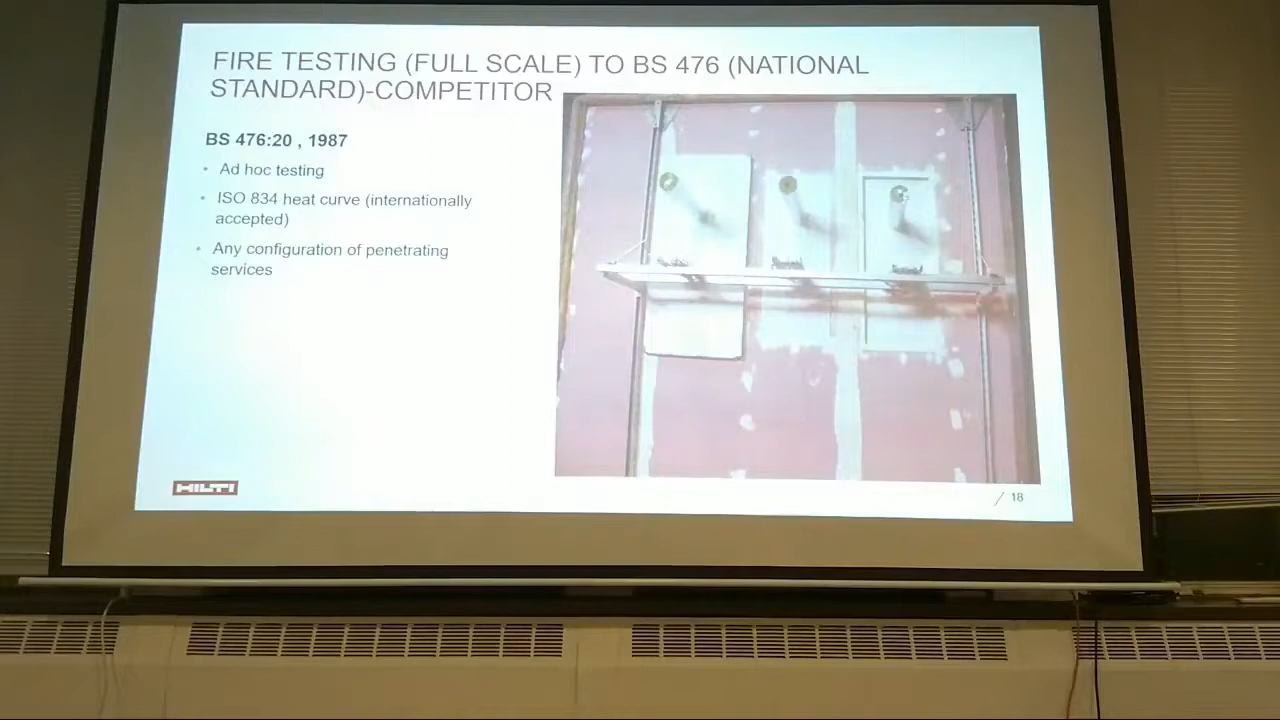 FIRE TESTING (FULL SCALE) TO BS 476 (NATIONAL
STANDARD)-COMPETITOR
BS 476:20 , 1987
• Ad hoc testing
• ISO 834 heat curve (internationally
accepted)
• Any configuration of penetrating
services
HILTI
/ 18